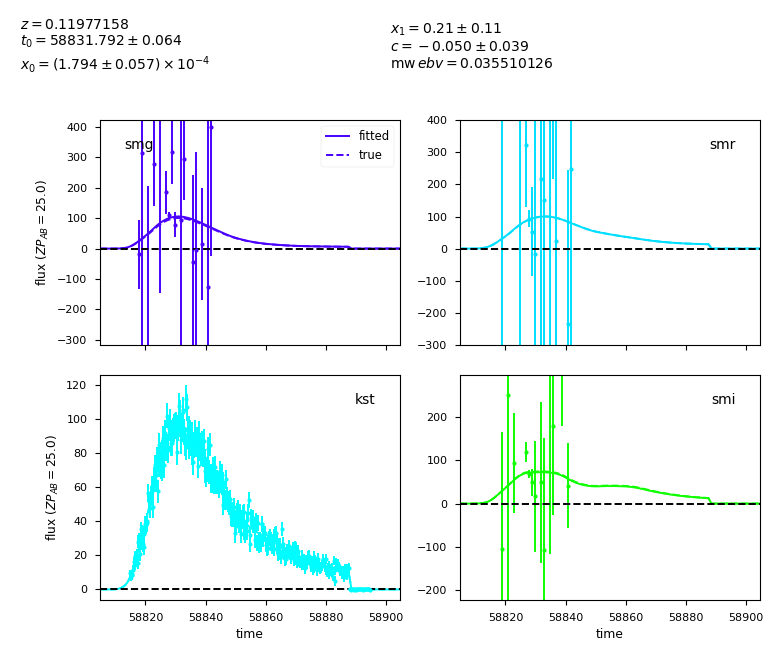 z = 0.11977158
t₀ = 58831.792 ± 0.064
x₀ = (1.794 ± 0.057) × 10⁻⁴
x₁ = 0.21 ± 0.11
c = −0.050 ± 0.039
mw ebv = 0.035510126
smg
fitted
true
400
300
200
100
0
−100
−200
−300
flux (ZP_AB = 25.0)
smr
400
300
200
100
0
−100
−200
−300
kst
120
100
80
60
40
20
0
flux (ZP_AB = 25.0)
58820 58840 58860 58880 58900
time
smi
200
100
0
−100
−200
58820 58840 58860 58880 58900
time